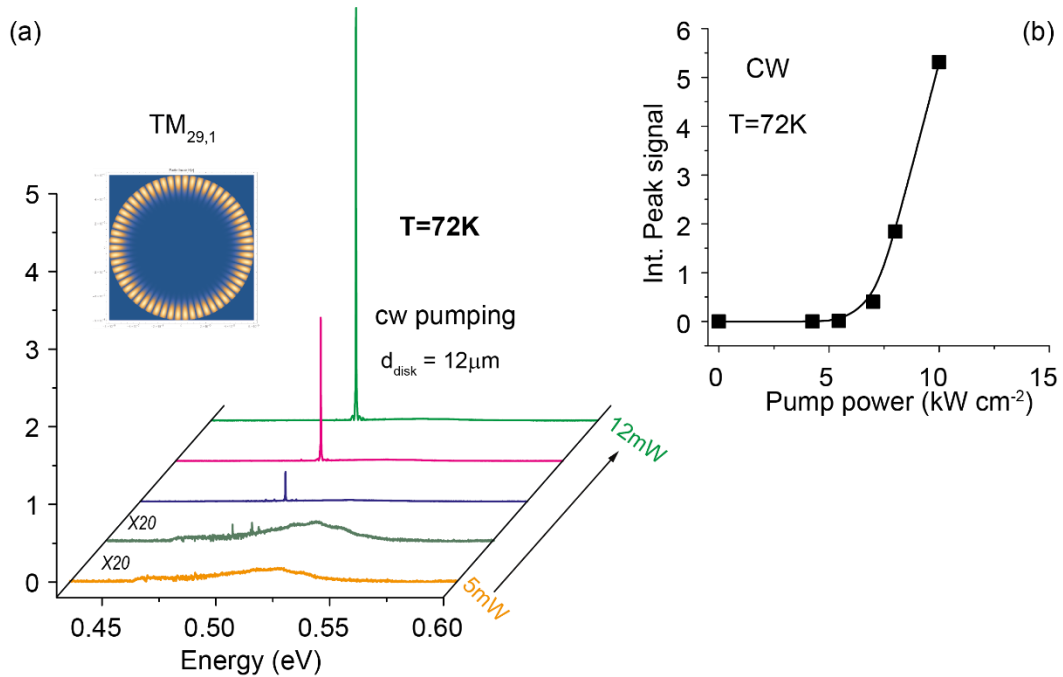 (a)
TM29,1
T=72K
cw pumping
ddisk = 12µm
5
4
3
2
1
0
X20
X20
12mW
5mW
0.45 0.50 0.55 0.60
Energy (eV)
(b)
CW
T=72K
6
5
4
3
2
1
0
Int. Peak signal
0 5 10 15
Pump power (kW cm-2)